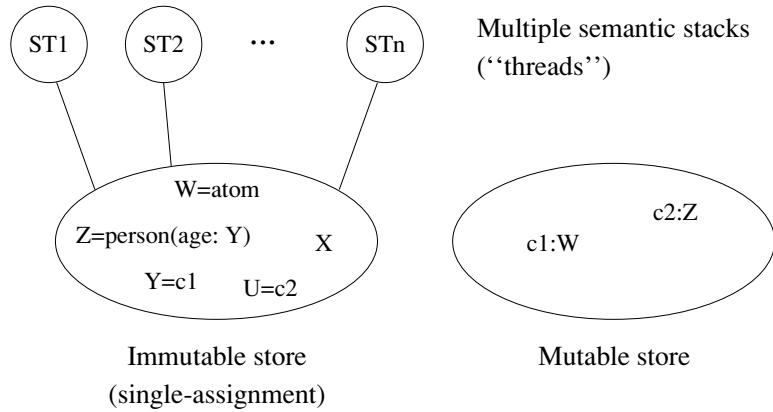 ST1
ST2
...
STn
Multiple semantic stacks
(‘‘threads’’)
W=atom
Z=person(age: Y)
X
Y=c1
U=c2
c2:Z
c1:W
Immutable store
(single-assignment)
Mutable store